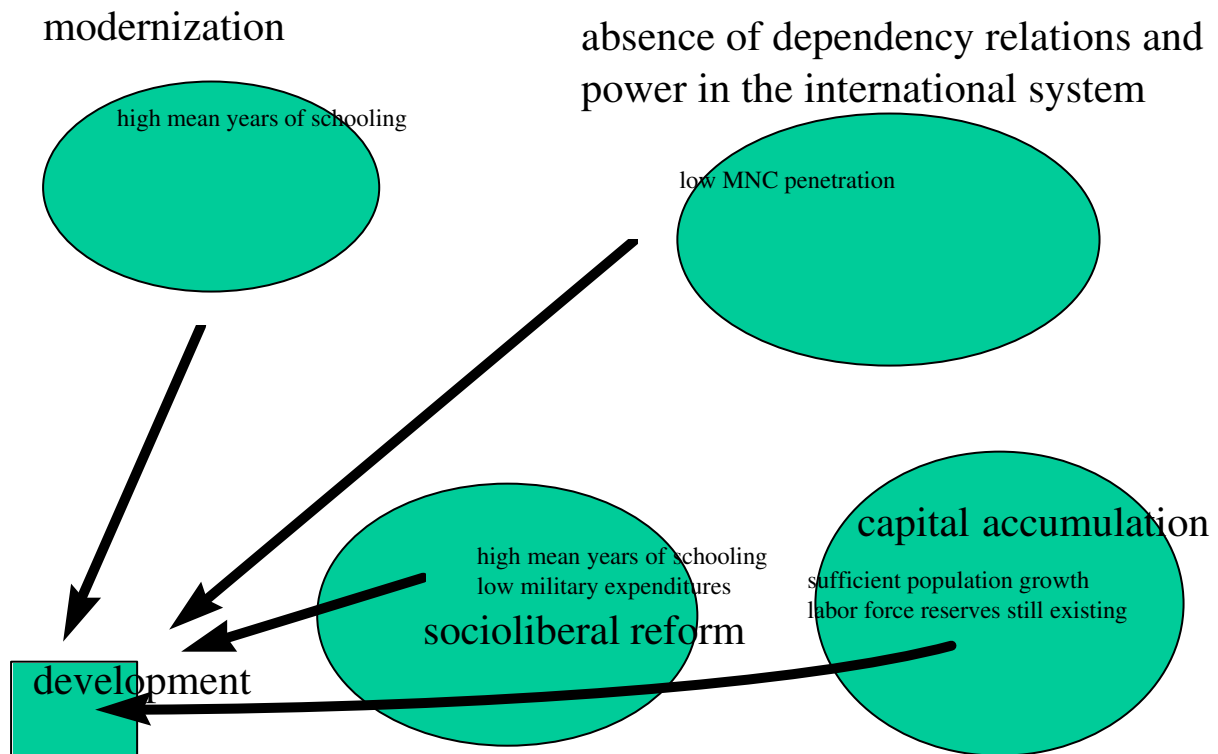 modernization
high mean years of schooling
absence of dependency relations and
power in the international system
low MNC penetration
high mean years of schooling
low military expenditures
socioliberal reform
capital accumulation
sufficient population growth
labor force reserves still existing
development